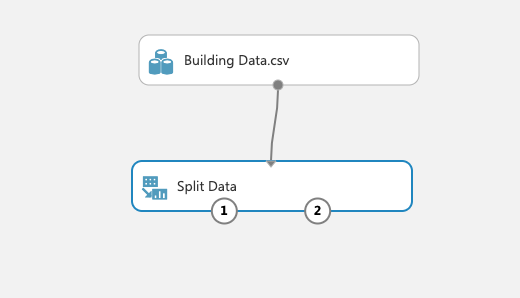 Building Data.csv
Split Data
1 2